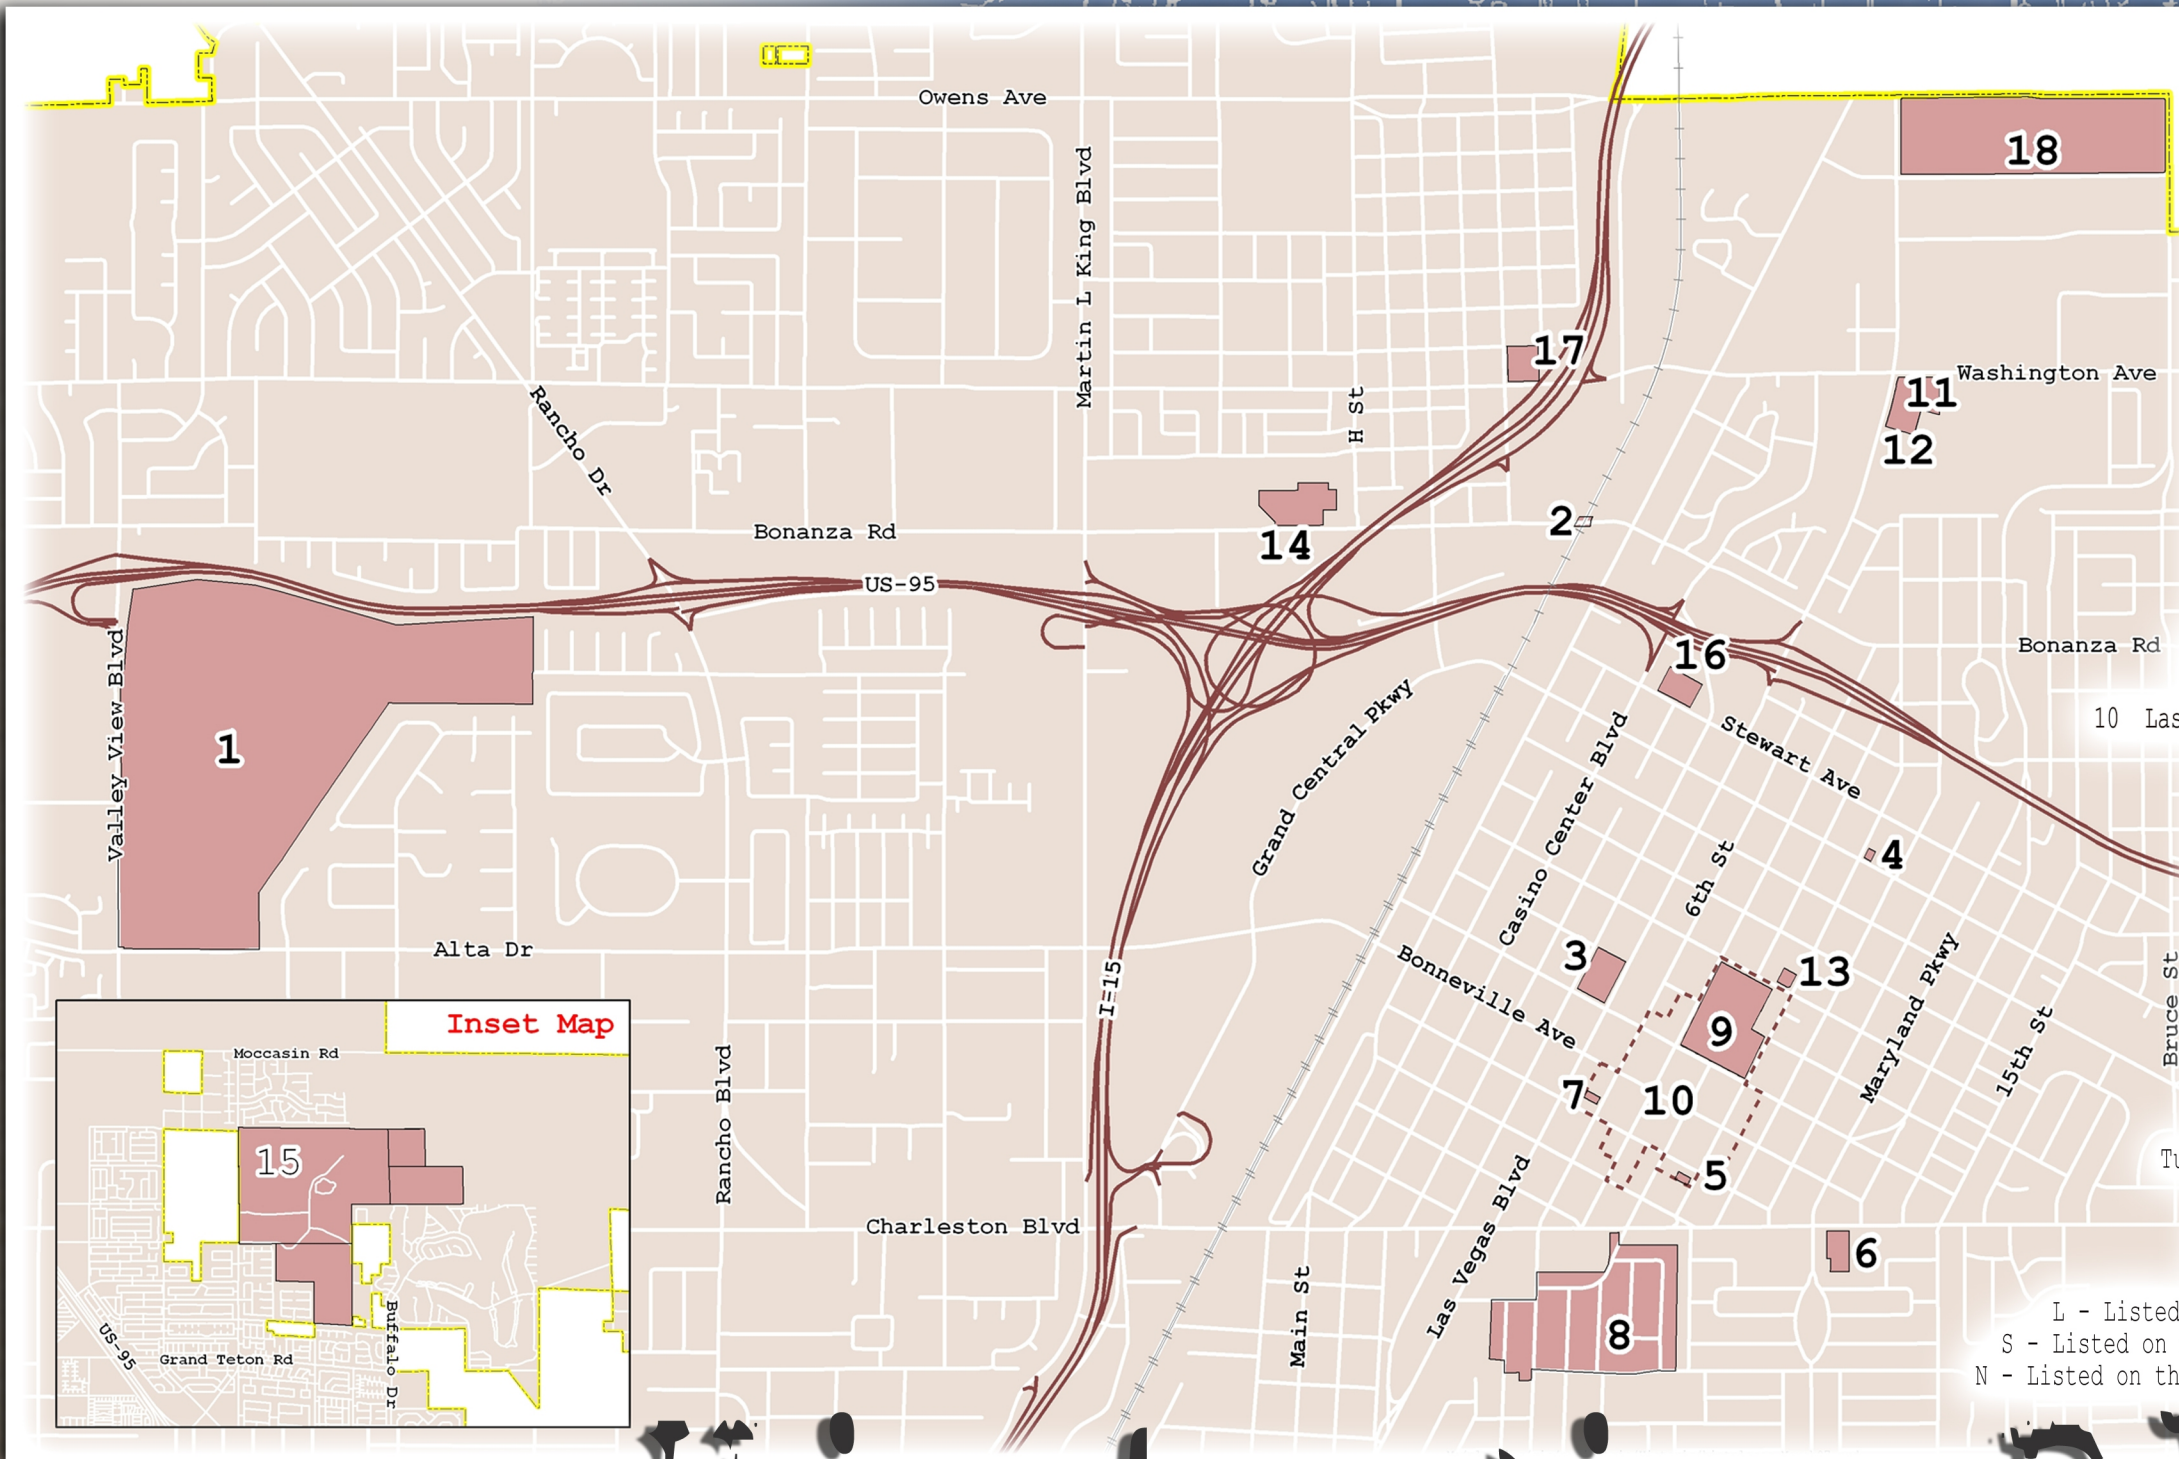 Owens Ave
18
Martin L King Blvd
17
Washington Ave
11
12
Rancho Dr
H St
2
Bonanza Rd
14
US-95
16
Bonanza Rd
Valley View Blvd
1
Grand Central Pkwy
Casino Center Blvd
Stewart Ave
10 Las
4
6th St
Alta Dr
3
Bonneville Ave
13
I-15
9
Maryland Pkwy
15th St
Bruce St
7
10
5
Rancho Blvd
Charleston Blvd
Las Vegas Blvd
Main St
6
8
Tu
L - Listed
S - Listed on
N - Listed on th
Inset Map
Moccasin Rd
15
US-95
Grand Teton Rd
Buffalo Dr